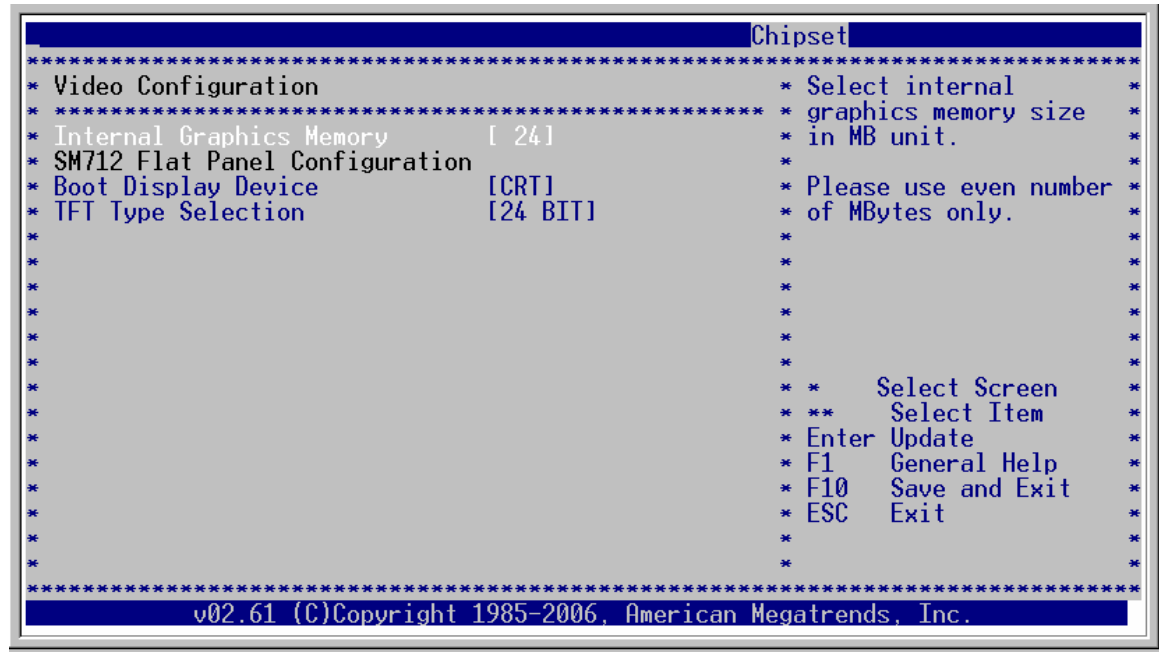 Chipset
********************************************************************************
* Video Configuration * Select internal *
* *************************************************** * graphics memory size *
* Internal Graphics Memory [ 24] * in MB unit. *
* SM712 Flat Panel Configuration * *
* Boot Display Device [CRT] * Please use even number *
* TFT Type Selection [24 BIT] * of MBytes only. *
* * *
* * *
* * *
* * *
* * *
* * *
* * * Select Screen *
* * ** Select Item *
* * Enter Update *
* * F1 General Help *
* * F10 Save and Exit *
* * ESC Exit *
* * *
* * *
********************************************************************************
v02.61 (C)Copyright 1985-2006, American Megatrends, Inc.